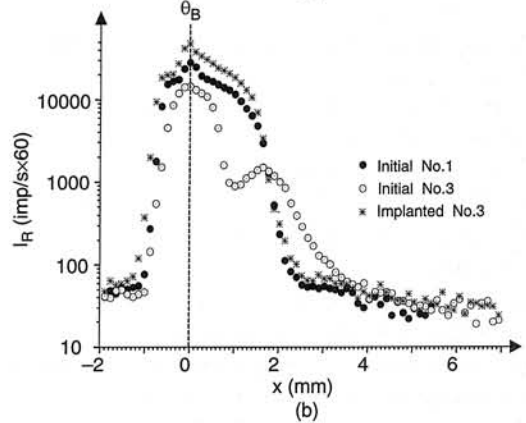 θB
10000
1000
100
10
IR (imp/s×60)
Initial No.1
Initial No.3
Implanted No.3
−2 0 2 4 6 8
x (mm)
(b)